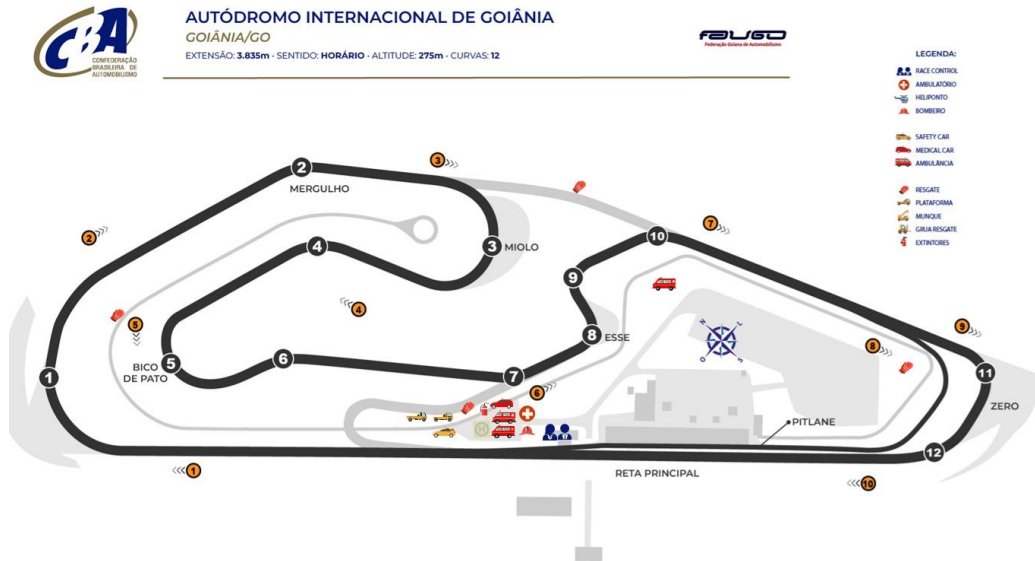 CBA
CONFEDERAÇÃO
BRASILEIRA DE
AUTOMOBILISMO
AUTÓDROMO INTERNACIONAL DE GOIÂNIA
GOIÂNIA/GO
EXTENSÃO: 3.835m - SENTIDO: HORÁRIO - ALTITUDE: 275m - CURVAS: 12
FAUGO
Federação Goiana de Automobilismo
LEGENDA:
RACE CONTROL
AMBULATÓRIO
HELIPONTO
BOMBEIRO
SAFETY CAR
MEDICAL CAR
AMBULÂNCIA
RESGATE
PLATAFORMA
MUNQUE
GRUA RESGATE
EXTINTORES
3
2
MERGULHO
7
2
10
4
3
MIOLO
9
N
L
O
S
4
5
9
8
ESSE
8
5
BICO
DE PATO
6
7
11
1
6
ZERO
H
PITLANE
12
1
RETA PRINCIPAL
10